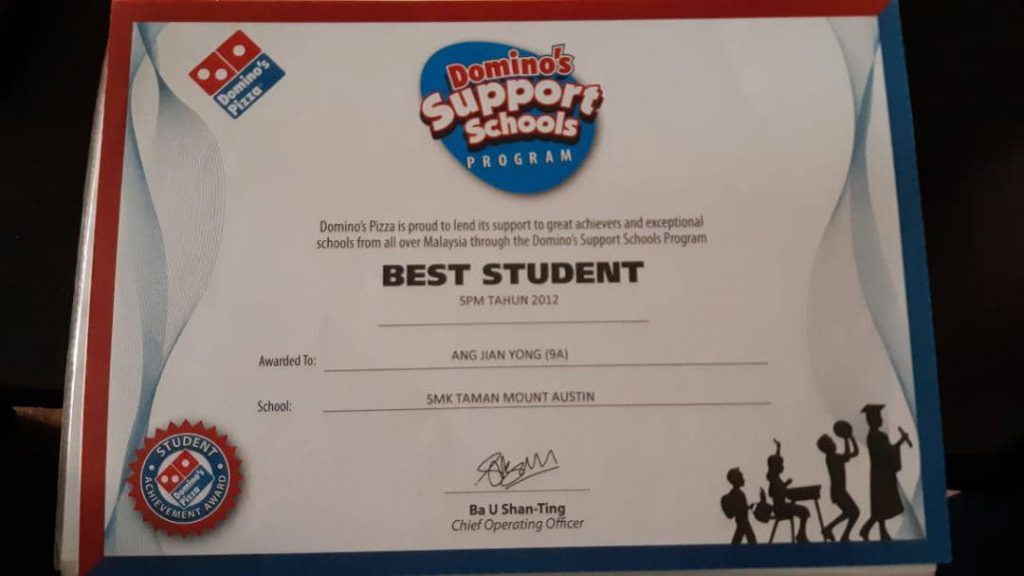 Domino's
Pizza
Domino's
Support
Schools
PROGRAM
Domino's Pizza is proud to lend its support to great achievers and exceptional
schools from all over Malaysia through the Domino's Support Schools Program
BEST STUDENT
SPM TAHUN 2012
Awarded To: ANG JIAN YONG (9A)
School: SMK TAMAN MOUNT AUSTIN
STUDENT
Domino's
Pizza
ACHIEVEMENT AWARD
Ba U Shan-Ting
Chief Operating Officer